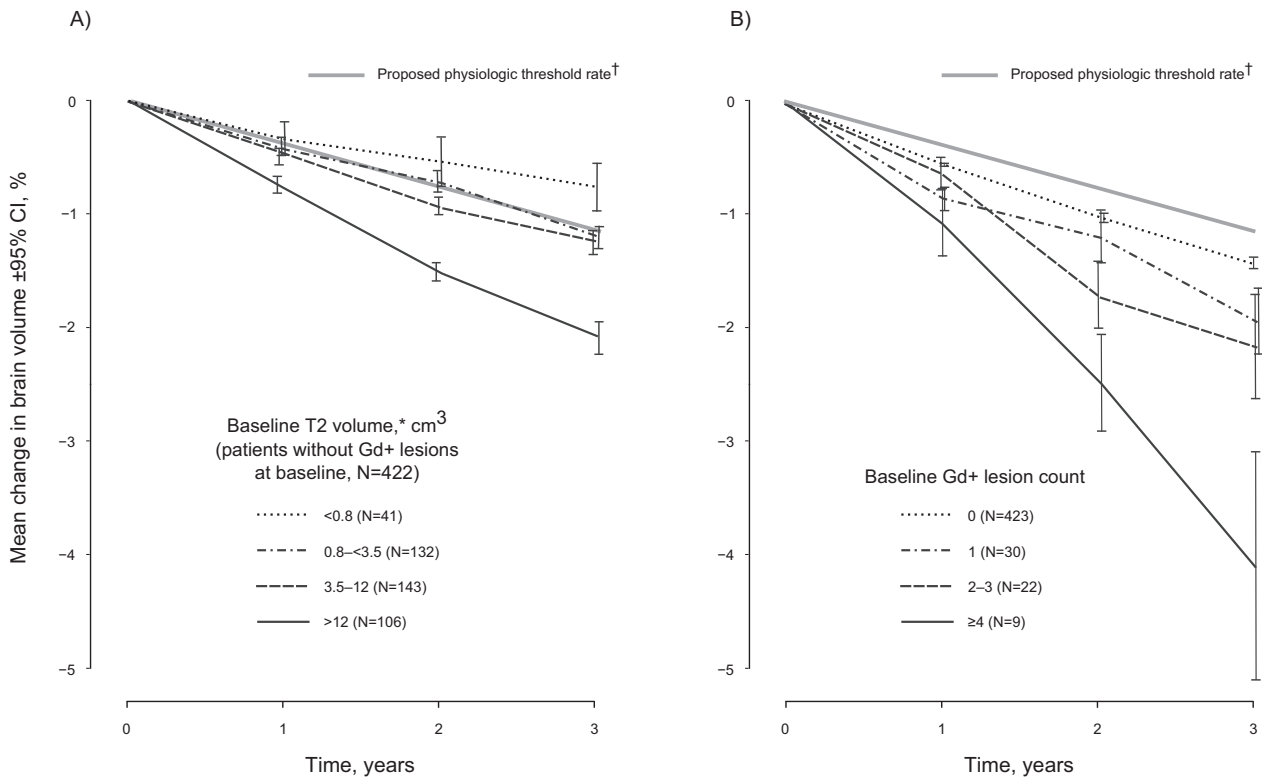 A)
Proposed physiologic threshold rate†
Mean change in brain volume ±95% CI, %
0
−1
−2
−3
−4
−5
Baseline T2 volume,* cm3
(patients without Gd+ lesions
at baseline, N=422)
<0.8 (N=41)
0.8–<3.5 (N=132)
3.5–12 (N=143)
>12 (N=106)
0 1 2 3
Time, years
B)
Proposed physiologic threshold rate†
0
−1
−2
−3
−4
−5
Baseline Gd+ lesion count
0 (N=423)
1 (N=30)
2–3 (N=22)
≥4 (N=9)
0 1 2 3
Time, years